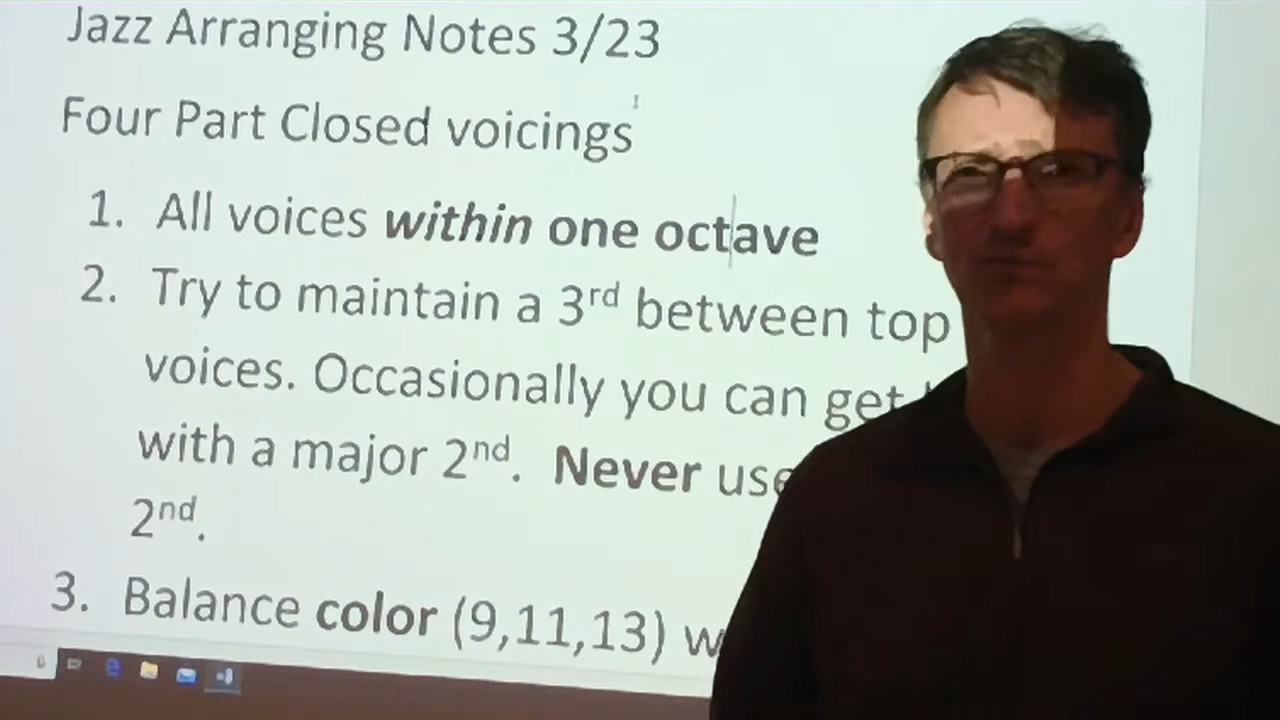 Jazz Arranging Notes 3/23
Four Part Closed voicings
1. All voices within one octave
2. Try to maintain a 3rd between top
voices. Occasionally you can get
with a major 2nd. Never use
2nd.
3. Balance color (9,11,13)